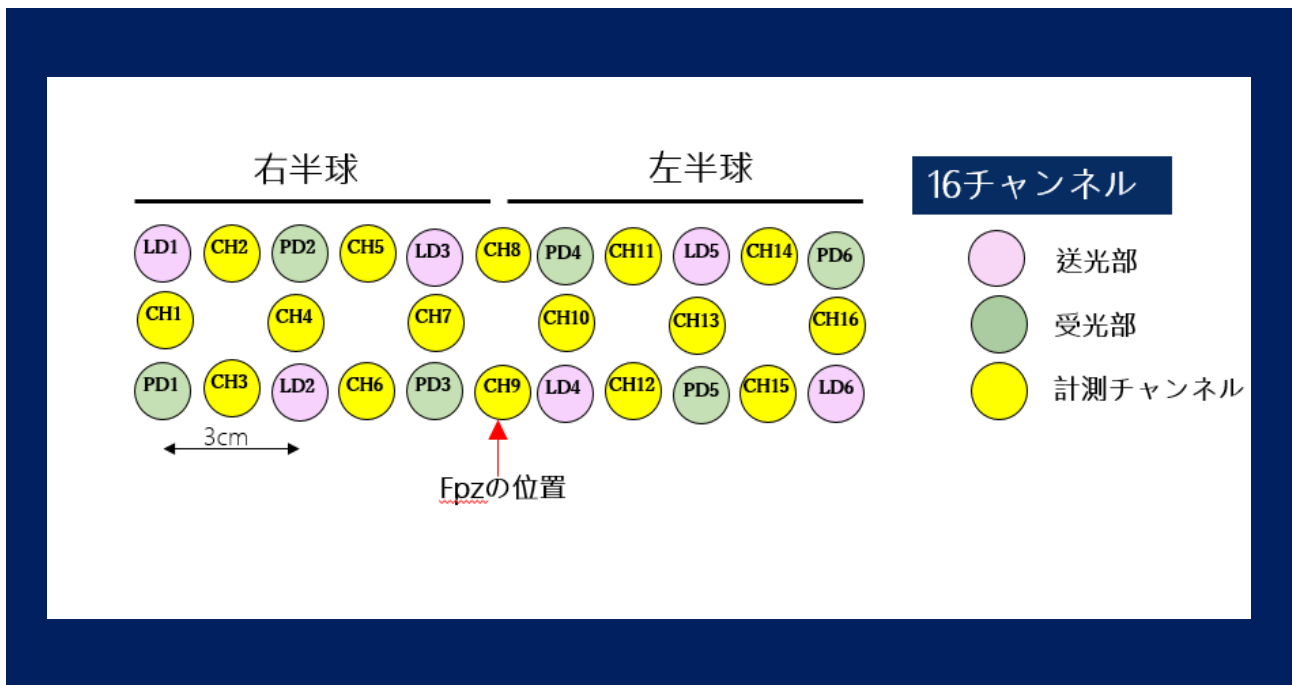 右半球 左半球
16チャンネル
LD1 CH2 PD2 CH5 LD3 CH8 PD4 CH11 LD5 CH14 PD6
送光部
CH1 CH4 CH7 CH10 CH13 CH16
受光部
PD1 CH3 LD2 CH6 PD3 CH9 LD4 CH12 PD5 CH15 LD6
計測チャンネル
3cm
Fpzの位置